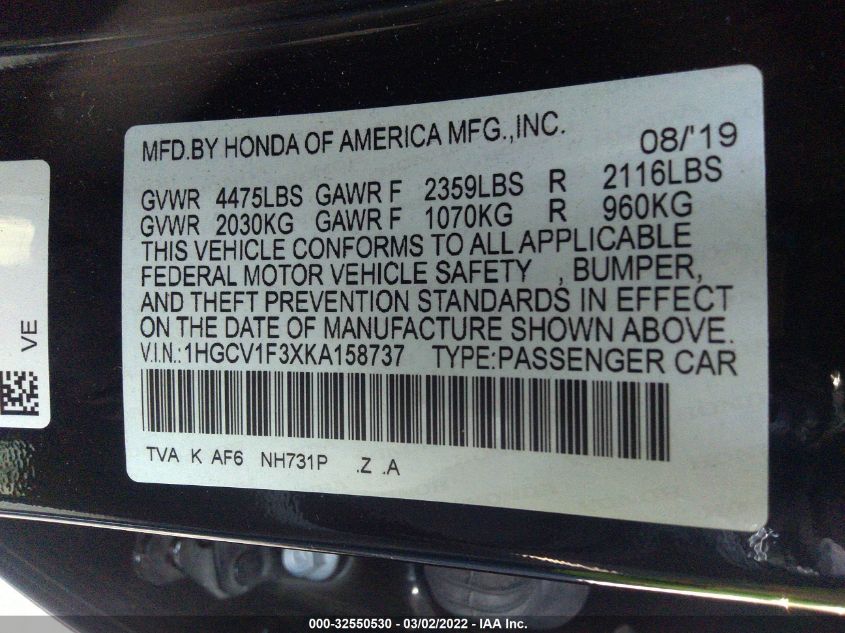 MFD.BY HONDA OF AMERICA MFG.,INC. 08/'19
GVWR 4475LBS GAWR F 2359LBS R 2116LBS
GVWR 2030KG GAWR F 1070KG R 960KG
THIS VEHICLE CONFORMS TO ALL APPLICABLE
FEDERAL MOTOR VEHICLE SAFETY , BUMPER,
AND THEFT PREVENTION STANDARDS IN EFFECT
ON THE DATE OF MANUFACTURE SHOWN ABOVE.
V.I.N.:1HGCV1F3XKA158737 TYPE:PASSENGER CAR
TVA K AF6 NH731P .Z .A
VE
000-32550530 - 03/02/2022 - IAA Inc.